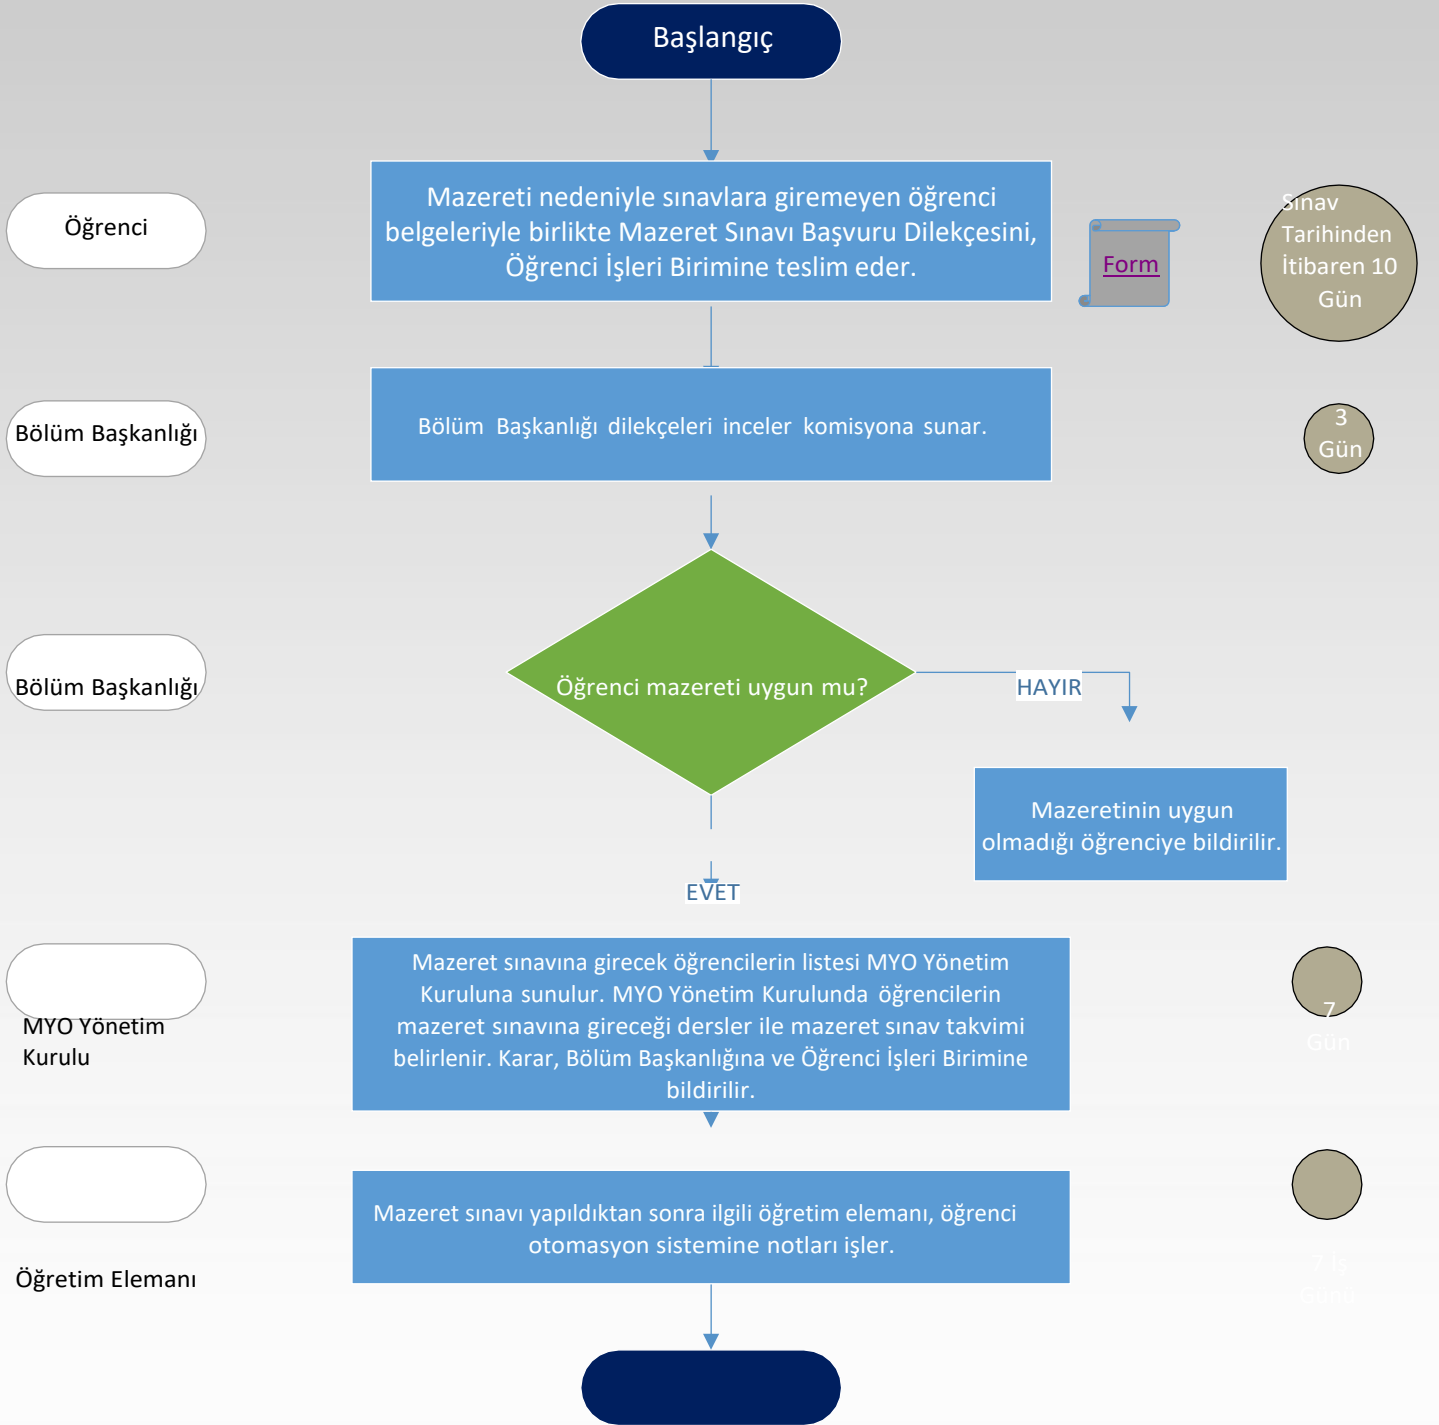 Başlangıç
Öğrenci
Mazereti nedeniyle sınavlara giremeyen öğrenci
belgeleriyle birlikte Mazeret Sınavı Başvuru Dilekçesini,
Öğrenci İşleri Birimine teslim eder.
Form
Sınav
Tarihinden
İtibaren 10
Gün
Bölüm Başkanlığı
Bölüm Başkanlığı dilekçeleri inceler komisyona sunar.
3
Gün
Bölüm Başkanlığı
Öğrenci mazereti uygun mu?
HAYIR
Mazeretinin uygun
olmadığı öğrenciye bildirilir.
EVET
MYO Yönetim
Kurulu
Mazeret sınavına girecek öğrencilerin listesi MYO Yönetim
Kuruluna sunulur. MYO Yönetim Kurulunda öğrencilerin
mazeret sınavına gireceği dersler ile mazeret sınav takvimi
belirlenir. Karar, Bölüm Başkanlığına ve Öğrenci İşleri Birimine
bildirilir.
7
Gün
Öğretim Elemanı
Mazeret sınavı yapıldıktan sonra ilgili öğretim elemanı, öğrenci
otomasyon sistemine notları işler.
7 İş
Günü